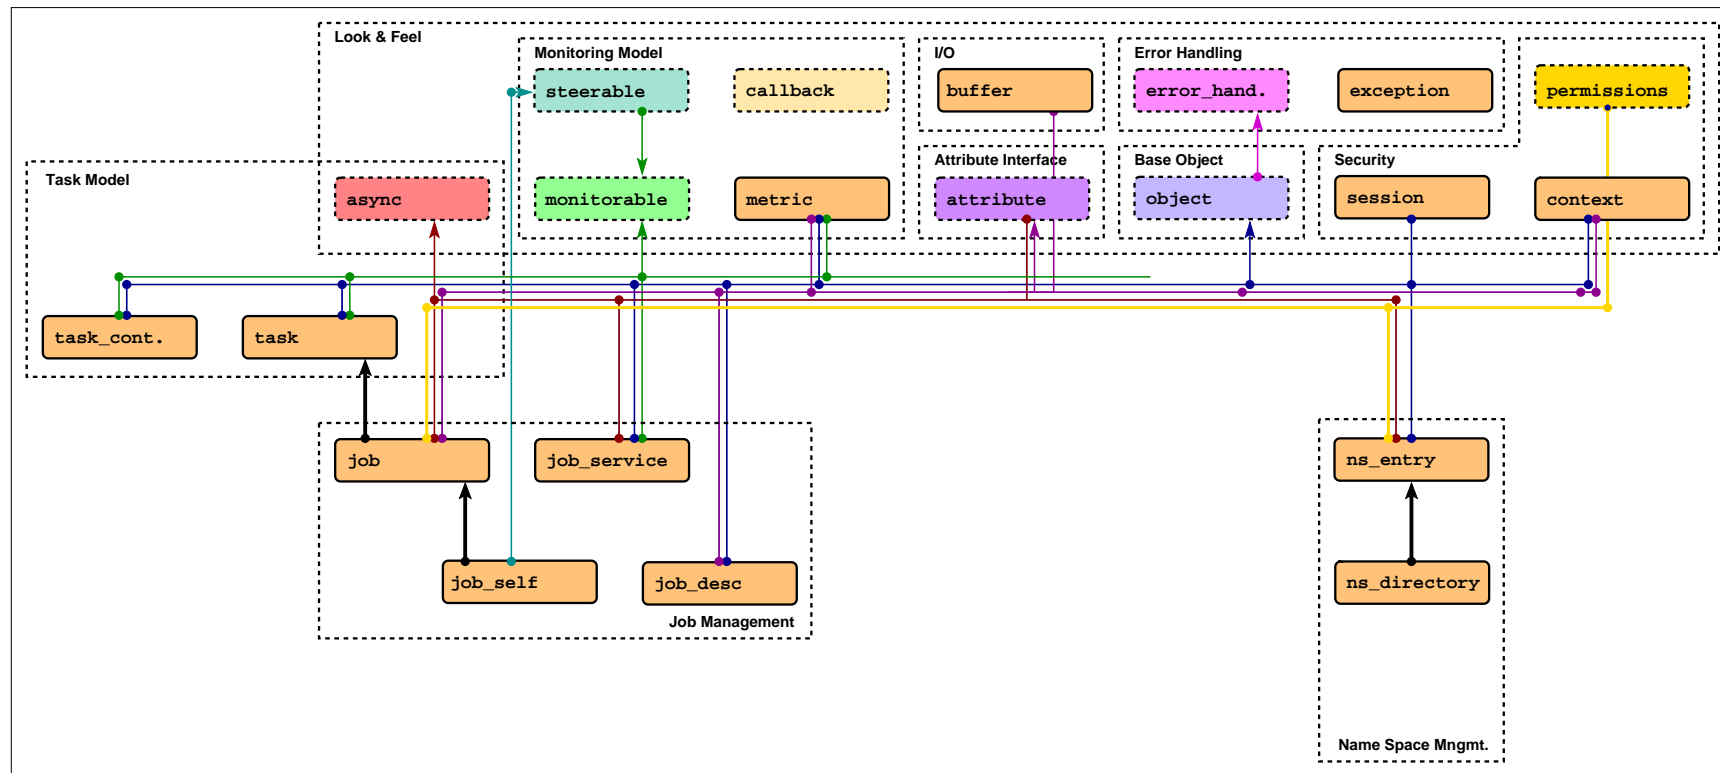 Look & Feel
Monitoring Model
I/O
Error Handling
steerable
callback
buffer
error_hand.
exception
permissions
Task Model
Attribute Interface
Base Object
Security
async
monitorable
metric
attribute
object
session
context
task_cont.
task
job
job_service
ns_entry
job_self
job_desc
ns_directory
Job Management
Name Space Mngmt.